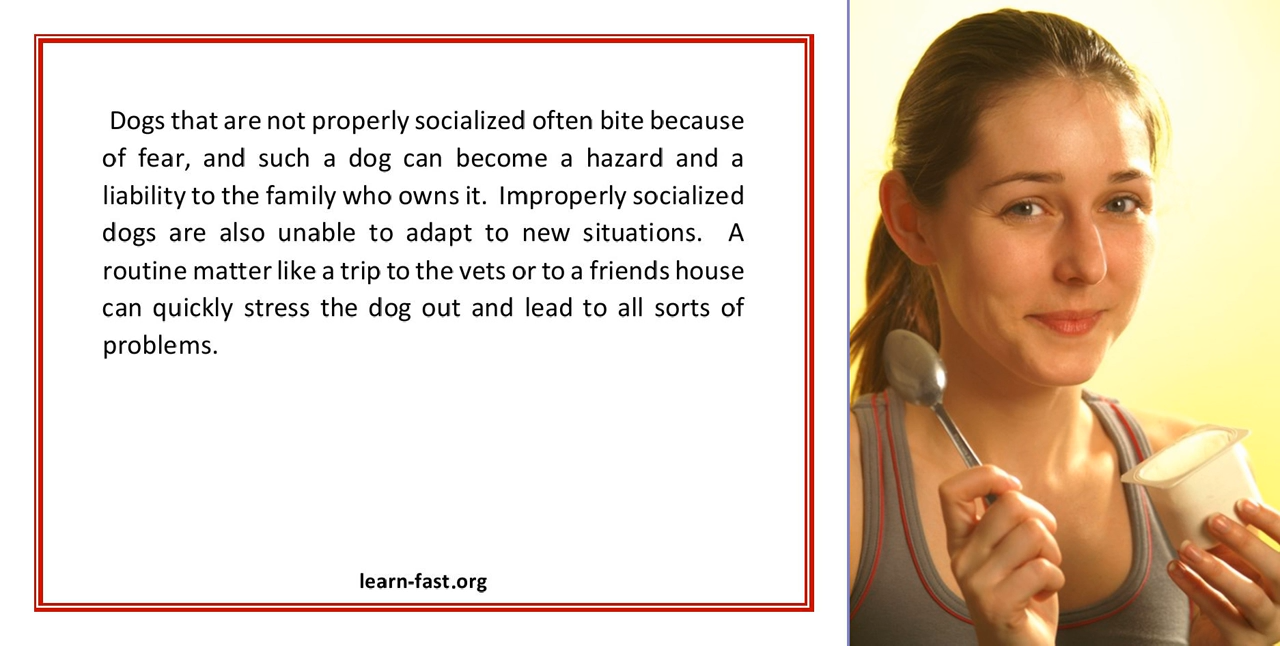 Dogs that are not properly socialized often bite because
of fear, and such a dog can become a hazard and a
liability to the family who owns it.  Improperly socialized
dogs are also unable to adapt to new situations.  A
routine matter like a trip to the vets or to a friends house
can quickly stress the dog out and lead to all sorts of
problems.
learn-fast.org